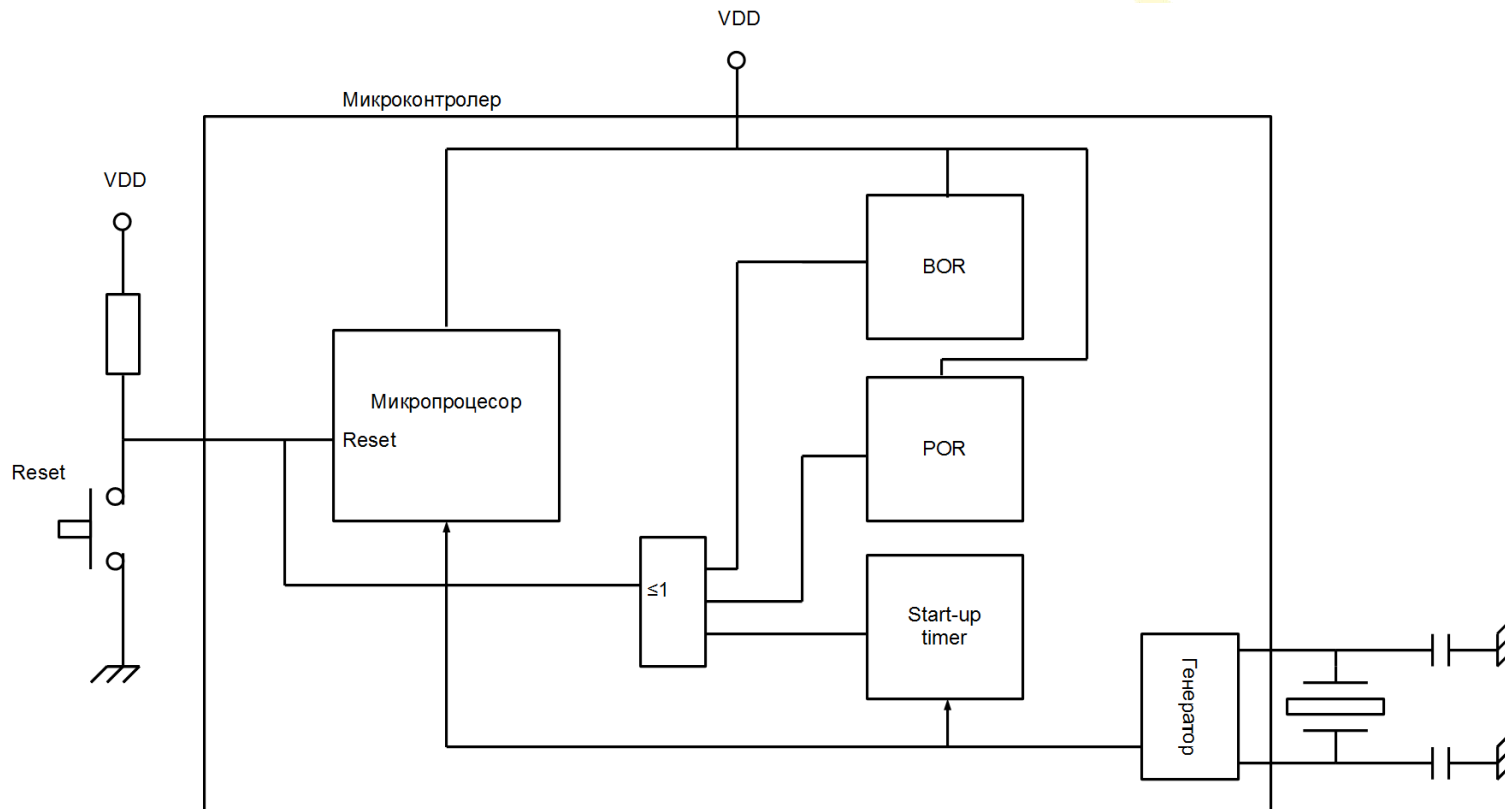 VDD
Микроконтролер
VDD
BOR
Микропроцесор
Reset
POR
Reset
≤1
Start-up
timer
Генератор